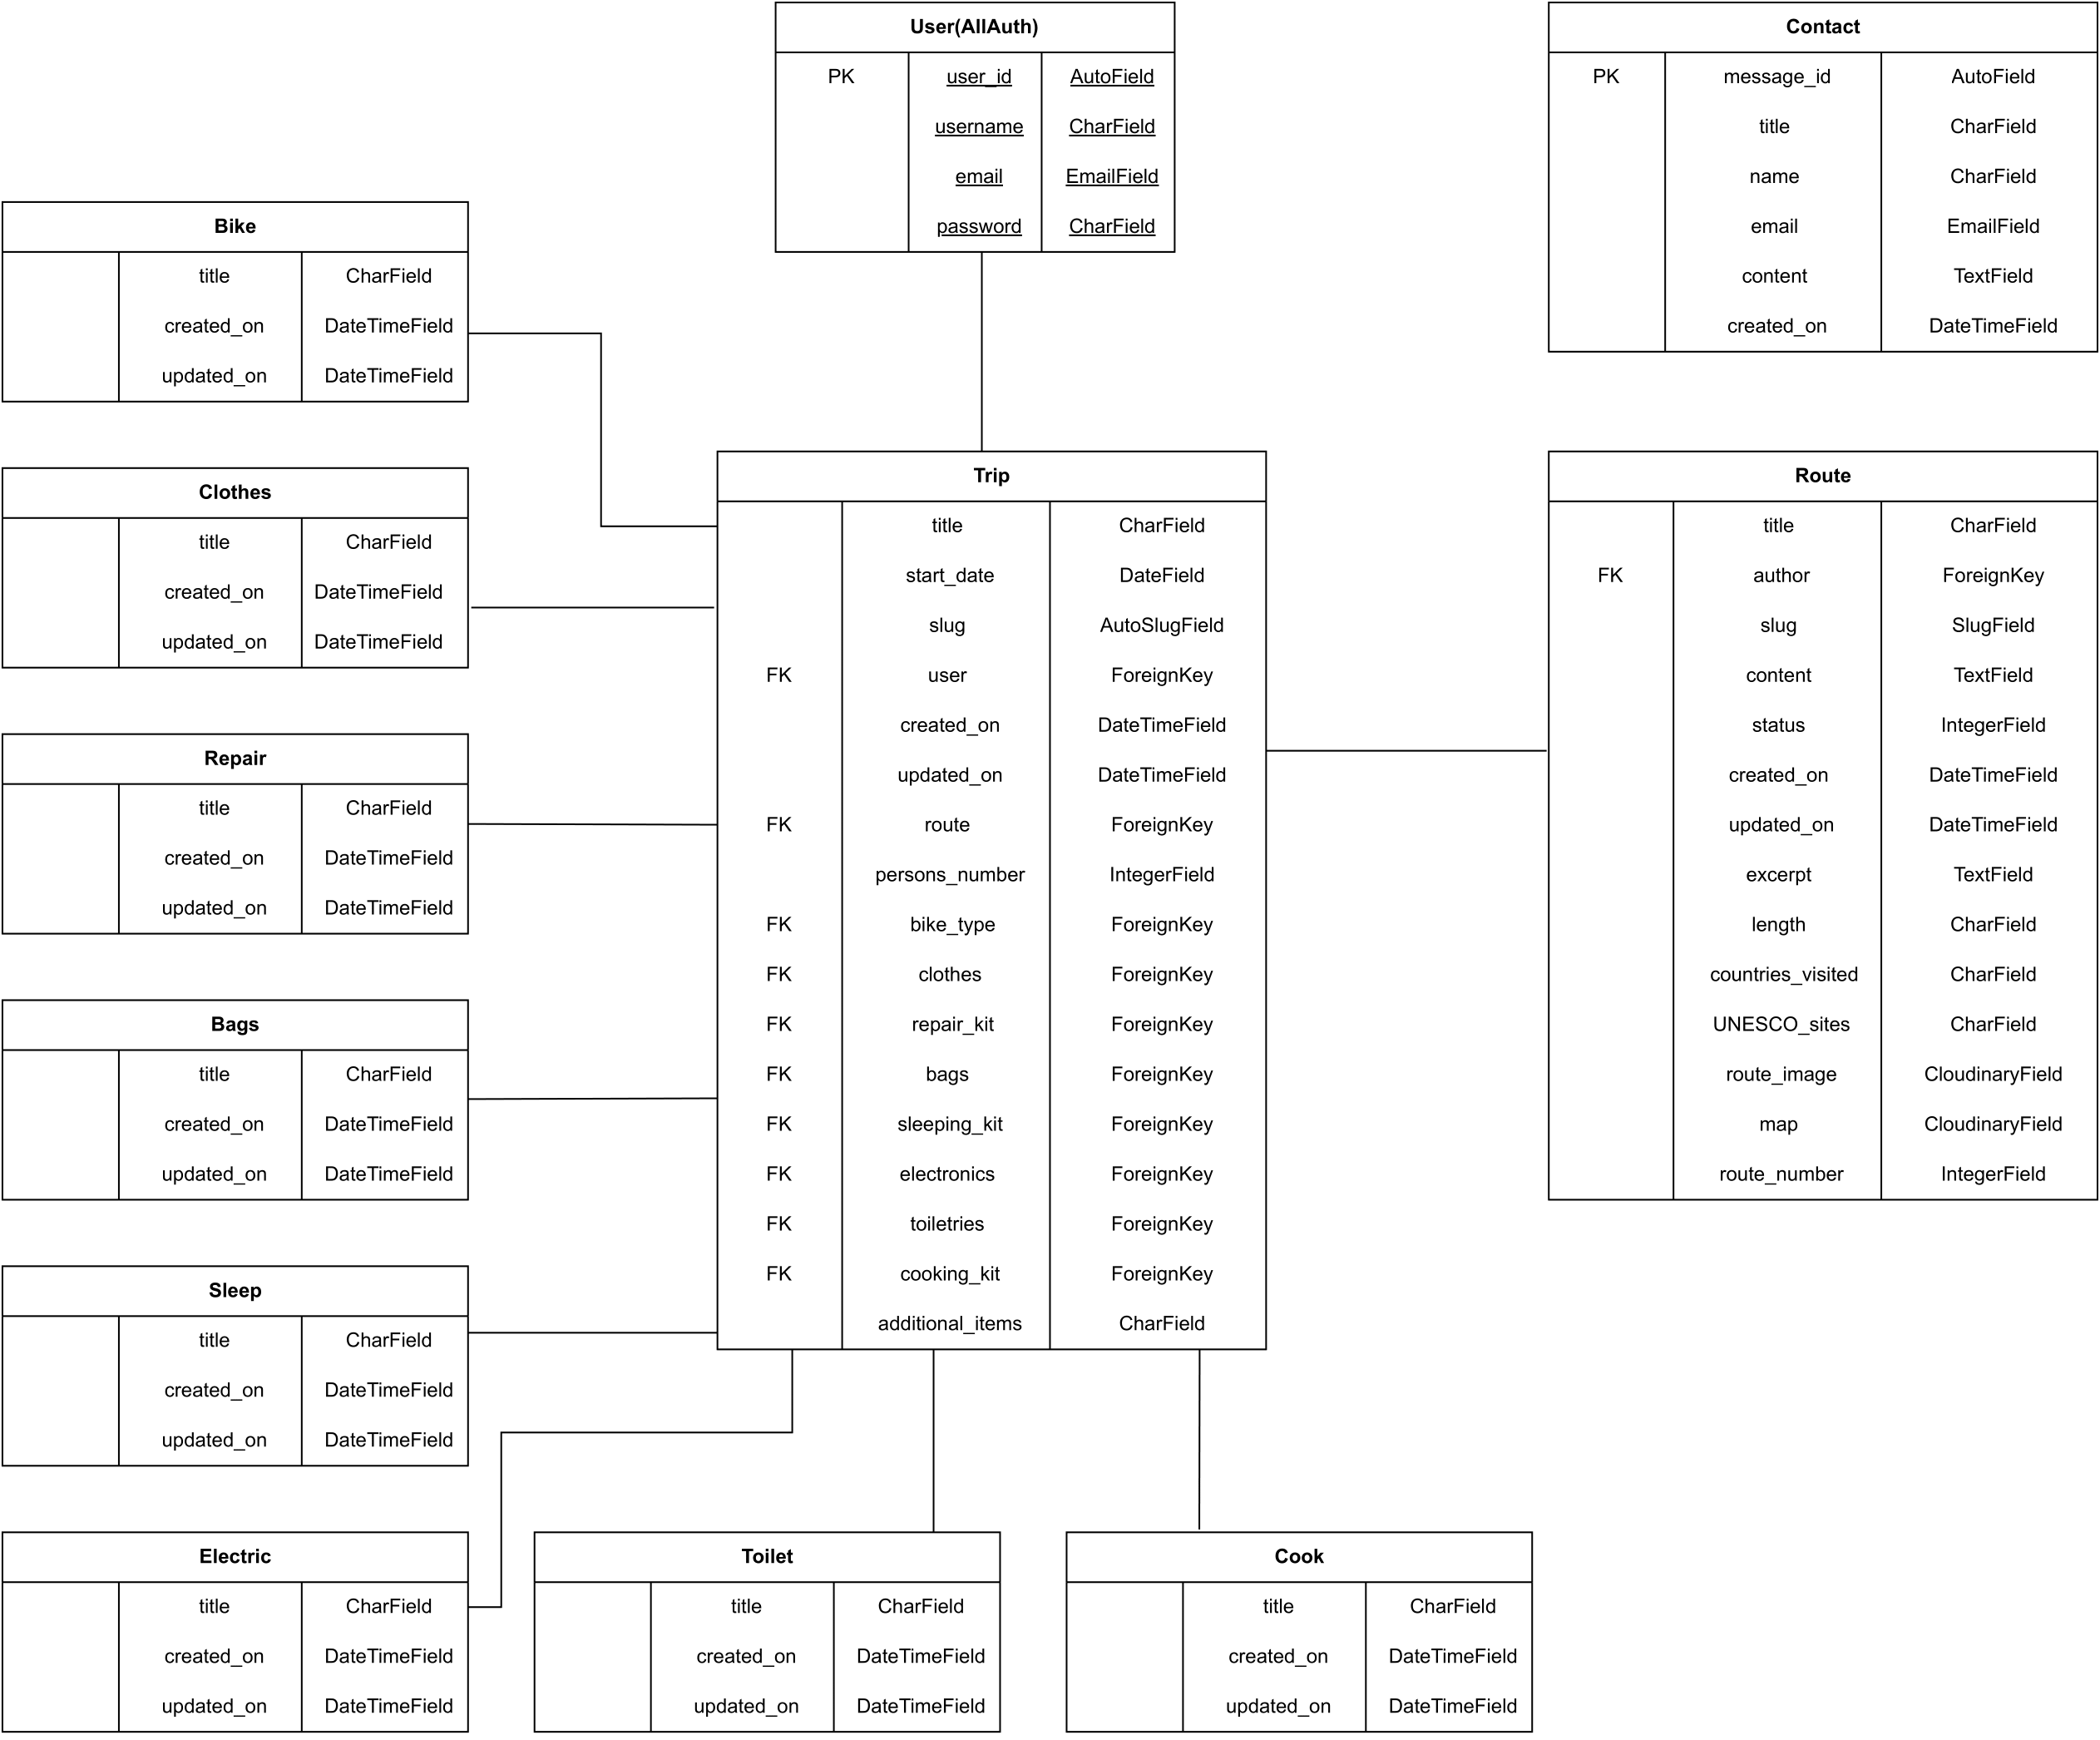 User(AllAuth)
PK user_id AutoField
username CharField
email EmailField
password CharField
Contact
PK message_id AutoField
title CharField
name CharField
email EmailField
content TextField
created_on DateTimeField
Bike
title CharField
created_on DateTimeField
updated_on DateTimeField
Clothes
title CharField
created_on DateTimeField
updated_on DateTimeField
Repair
title CharField
created_on DateTimeField
updated_on DateTimeField
Bags
title CharField
created_on DateTimeField
updated_on DateTimeField
Sleep
title CharField
created_on DateTimeField
updated_on DateTimeField
Trip
title CharField
start_date DateField
slug AutoSlugField
FK user ForeignKey
created_on DateTimeField
updated_on DateTimeField
FK route ForeignKey
persons_number IntegerField
FK bike_type ForeignKey
FK clothes ForeignKey
FK repair_kit ForeignKey
FK bags ForeignKey
FK sleeping_kit ForeignKey
FK electronics ForeignKey
FK toiletries ForeignKey
FK cooking_kit ForeignKey
additional_items CharField
Route
title CharField
FK author ForeignKey
slug SlugField
content TextField
status IntegerField
created_on DateTimeField
updated_on DateTimeField
excerpt TextField
length CharField
countries_visited CharField
UNESCO_sites CharField
route_image CloudinaryField
map CloudinaryField
route_number IntegerField
Electric
title CharField
created_on DateTimeField
updated_on DateTimeField
Toilet
title CharField
created_on DateTimeField
updated_on DateTimeField
Cook
title CharField
created_on DateTimeField
updated_on DateTimeField